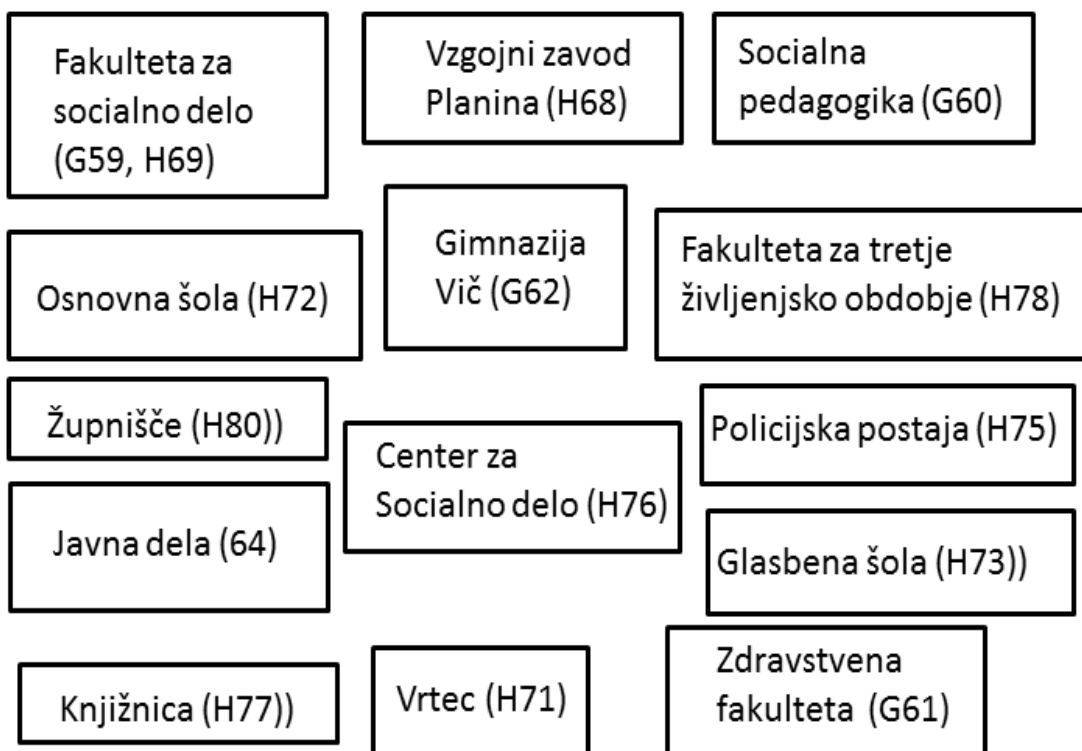 Fakulteta za
socialno delo
(G59, H69)
Vzgojni zavod
Planina (H68)
Socialna
pedagogika (G60)
Osnovna šola (H72)
Gimnazija
Vič (G62)
Fakulteta za tretje
življenjsko obdobje (H78)
Župnišče (H80))
Center za
Socialno delo (H76)
Policijska postaja (H75)
Javna dela (64)
Glasbena šola (H73))
Knjižnica (H77))
Vrtec (H71)
Zdravstvena
fakulteta (G61)